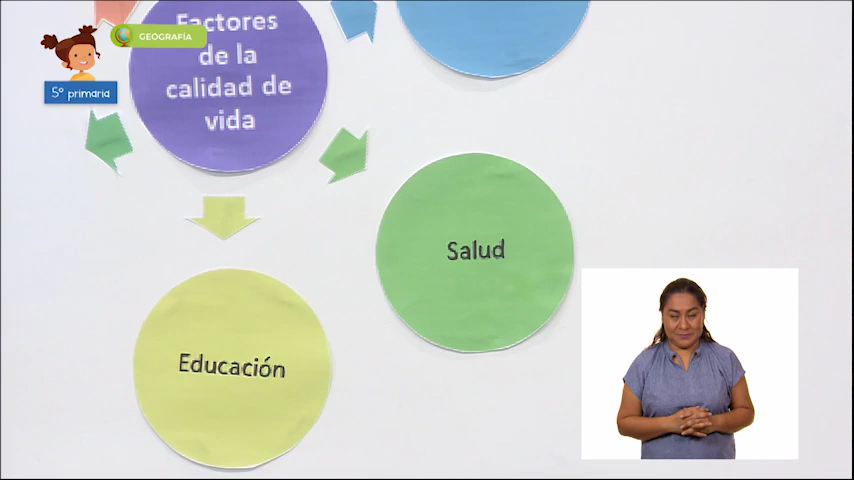 Factores
de la
calidad de
vida
GEOGRAFÍA
5º primaria
Salud
Educación